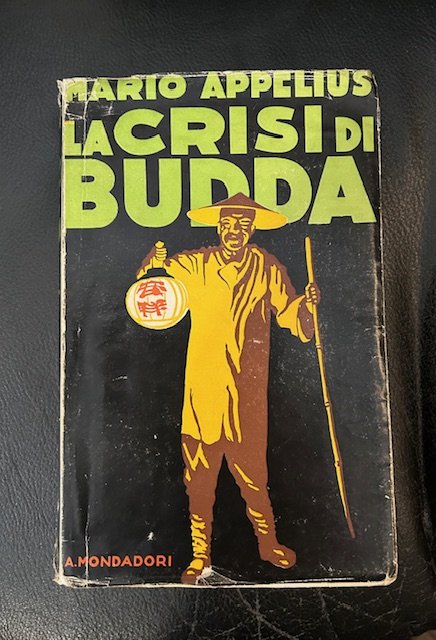 MARIO APPELIUS
LA CRISI DI
BUDDA
A. MONDADORI